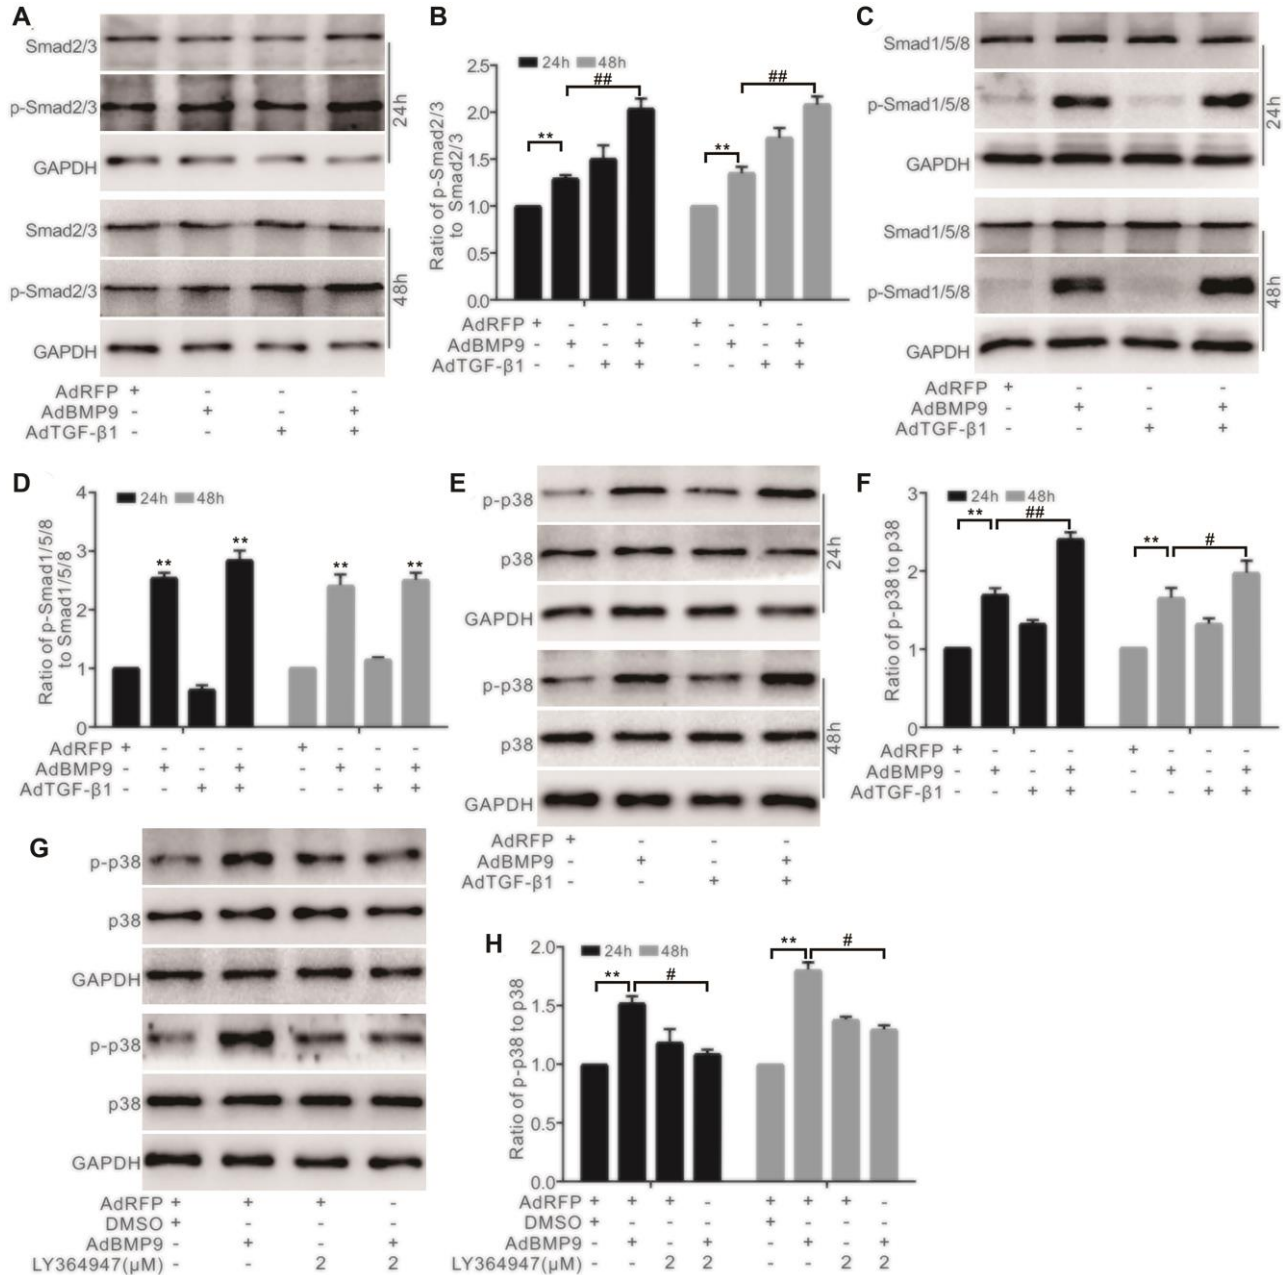 A
Smad2/3
p-Smad2/3
GAPDH
24h
Smad2/3
p-Smad2/3
GAPDH
48h
AdRFP + - - -
AdBMP9 - + - +
AdTGF-β1 - - + +
B
24h 48h
Ratio of p-Smad2/3
to Smad2/3
2.5
2.0
1.5
1.0
0.5
0.0
** ## ** ##
AdRFP + - - - + - - -
AdBMP9 - + - + - + - +
AdTGF-β1 - - + + - - + +
C
Smad1/5/8
p-Smad1/5/8
GAPDH
24h
Smad1/5/8
p-Smad1/5/8
GAPDH
48h
AdRFP + - - -
AdBMP9 - + - +
AdTGF-β1 - - + +
D
24h 48h
Ratio of p-Smad1/5/8
to Smad1/5/8
4
3
2
1
0
** ** ** **
AdRFP + - - - + - - -
AdBMP9 - + - + - + - +
AdTGF-β1 - - + + - - + +
E
p-p38
p38
GAPDH
24h
p-p38
p38
GAPDH
48h
AdRFP + - - -
AdBMP9 - + - +
AdTGF-β1 - - + +
F
24h 48h
Ratio of p-p38 to p38
3
2
1
0
** ## ** #
AdRFP + - - - + - - -
AdBMP9 - + - + - + - +
AdTGF-β1 - - + + - - + +
G
p-p38
p38
GAPDH
p-p38
p38
GAPDH
AdRFP + + + -
DMSO + - - -
AdBMP9 - + - +
LY364947(μM) - - 2 2
H
24h 48h
Ratio of p-p38 to p38
2.0
1.5
1.0
0.5
0.0
** # ** #
AdRFP + + + - + + + -
DMSO + - - - + - - -
AdBMP9 - + - + - + - +
LY364947(μM) - - 2 2 - - 2 2